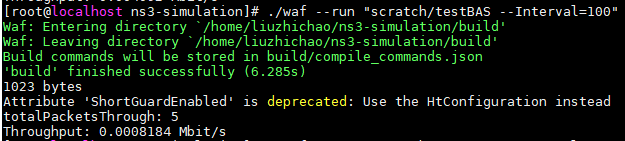 [root@localhost ns3-simulation]# ./waf --run "scratch/testBAS --Interval=100"
Waf: Entering directory `/home/liuzhichao/ns3-simulation/build'
Waf: Leaving directory `/home/liuzhichao/ns3-simulation/build'
Build commands will be stored in build/compile_commands.json
'build' finished successfully (6.285s)
1023 bytes
Attribute 'ShortGuardEnabled' is deprecated: Use the HtConfiguration instead
totalPacketsThrough: 5
Throughput: 0.0008184 Mbit/s